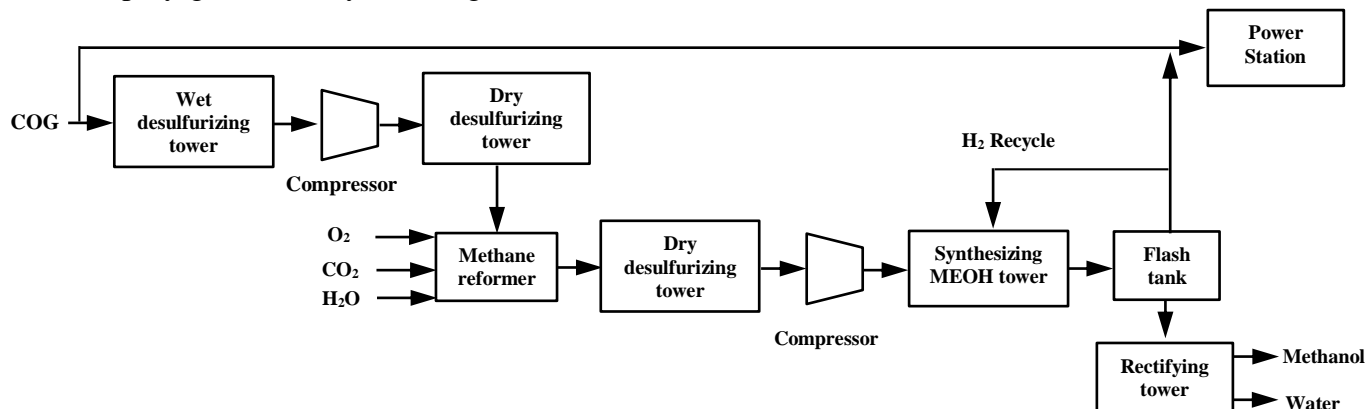 Power
Station
COG
Wet
desulfurizing
tower
Compressor
Dry
desulfurizing
tower
H₂ Recycle
O₂
CO₂
H₂O
Methane
reformer
Dry
desulfurizing
tower
Compressor
Synthesizing
MEOH tower
Flash
tank
Rectifying
tower
Methanol
Water